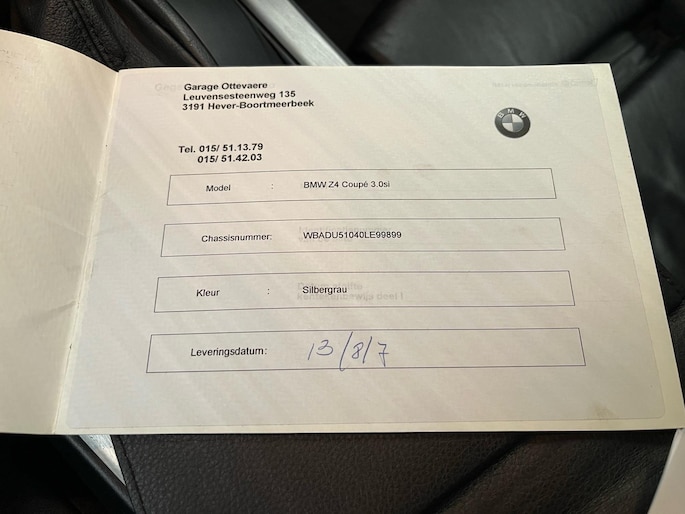 Garage Ottevaere
Leuvensesteenweg 135
3191 Hever-Boortmeerbeek
BMW
Tel. 015/ 51.13.79
015/ 51.42.03
Model : BMW Z4 Coupé 3.0si
Chassisnummer: WBADU51040LE99899
Kleur : Silbergrau
Leveringsdatum: 13/8/7